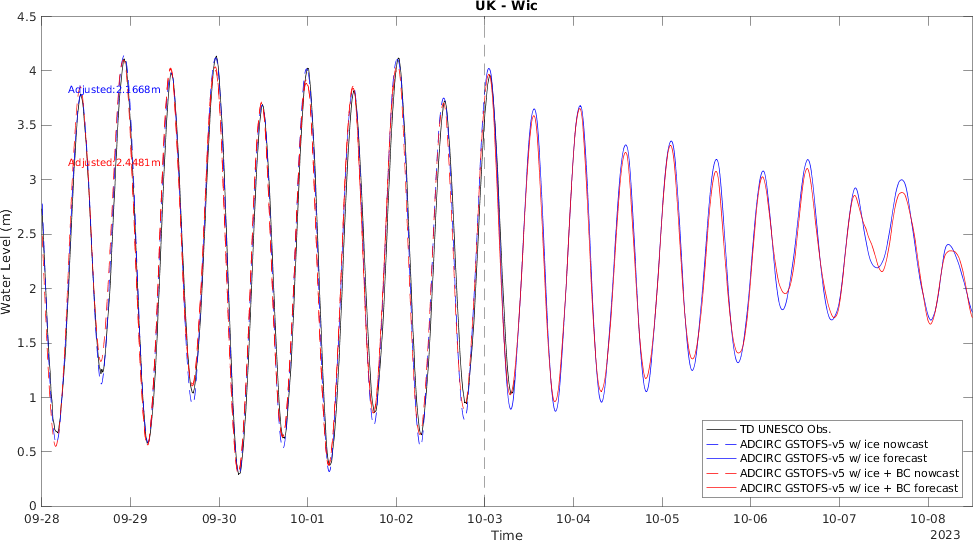 UK - Wic
4.5
4
3.5
3
2.5
2
1.5
1
0.5
0
Water Level (m)
Adjusted:2.1668m
Adjusted:2.4481m
TD UNESCO Obs.
ADCIRC GSTOFS-v5 w/ ice nowcast
ADCIRC GSTOFS-v5 w/ ice forecast
ADCIRC GSTOFS-v5 w/ ice + BC nowcast
ADCIRC GSTOFS-v5 w/ ice + BC forecast
09-28 09-29 09-30 10-01 10-02 10-03 10-04 10-05 10-06 10-07 10-08
Time
2023